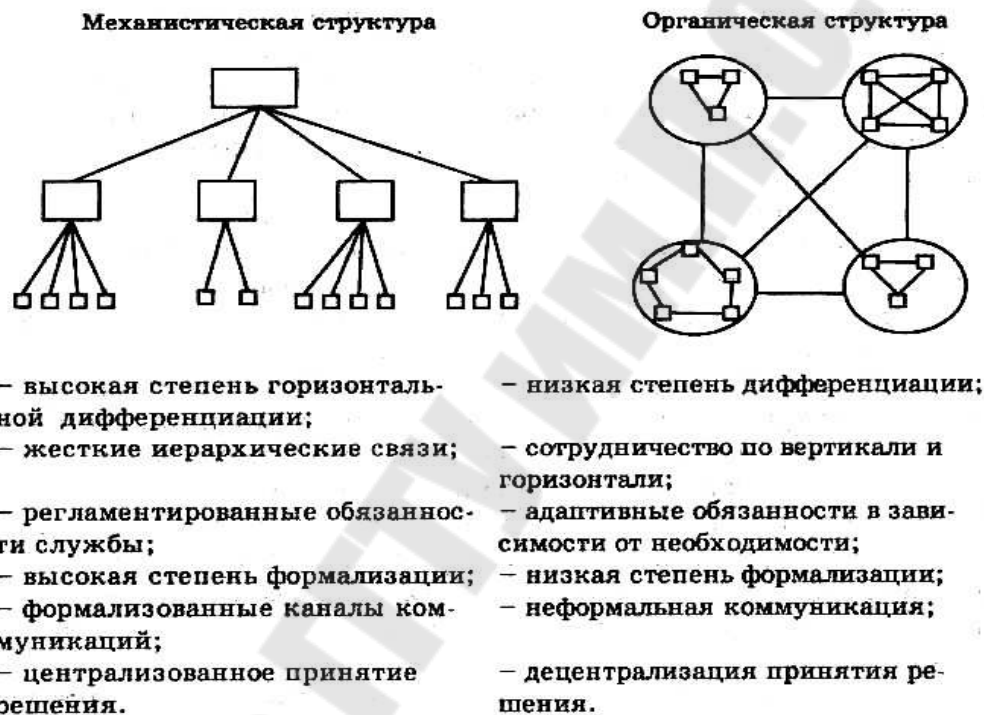 Механистическая структура
Органическая структура
– высокая степень горизонталь-
ной дифференциации;
– жесткие иерархические связи;
– регламентированные обязаннос-
ти службы;
– высокая степень формализации;
– формализованные каналы ком-
муникаций;
– централизованное принятие
решения.
– низкая степень дифференциации;
– сотрудничество по вертикали и
горизонтали;
– адаптивные обязанности в зави-
симости от необходимости;
– низкая степень формализации;
– неформальная коммуникация;
– децентрализация принятия ре-
шения.